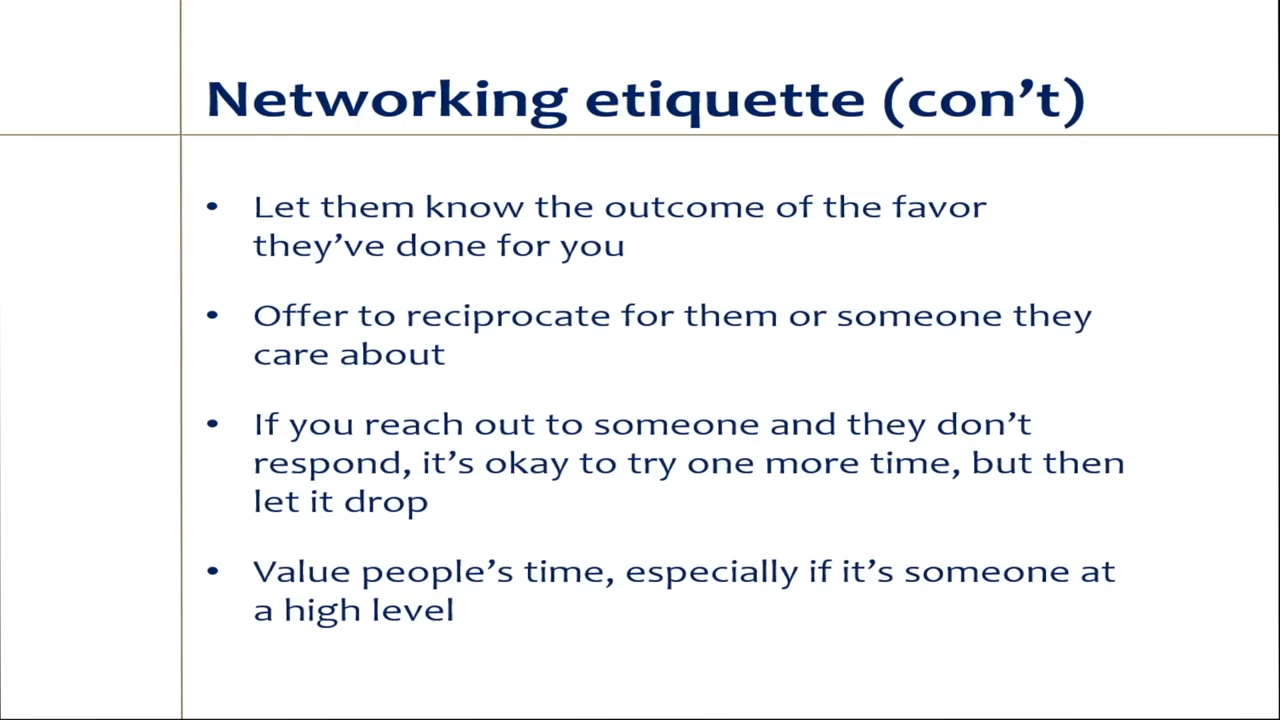 Networking etiquette (con’t)
• Let them know the outcome of the favor
they’ve done for you
• Offer to reciprocate for them or someone they
care about
• If you reach out to someone and they don’t
respond, it’s okay to try one more time, but then
let it drop
• Value people’s time, especially if it’s someone at
a high level